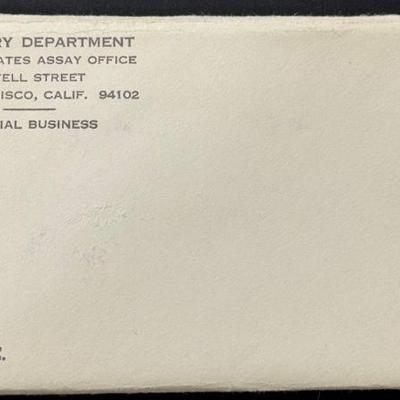 RY DEPARTMENT
ATES ASSAY OFFICE
ELL STREET
ISCO, CALIF. 94102
IAL BUSINESS